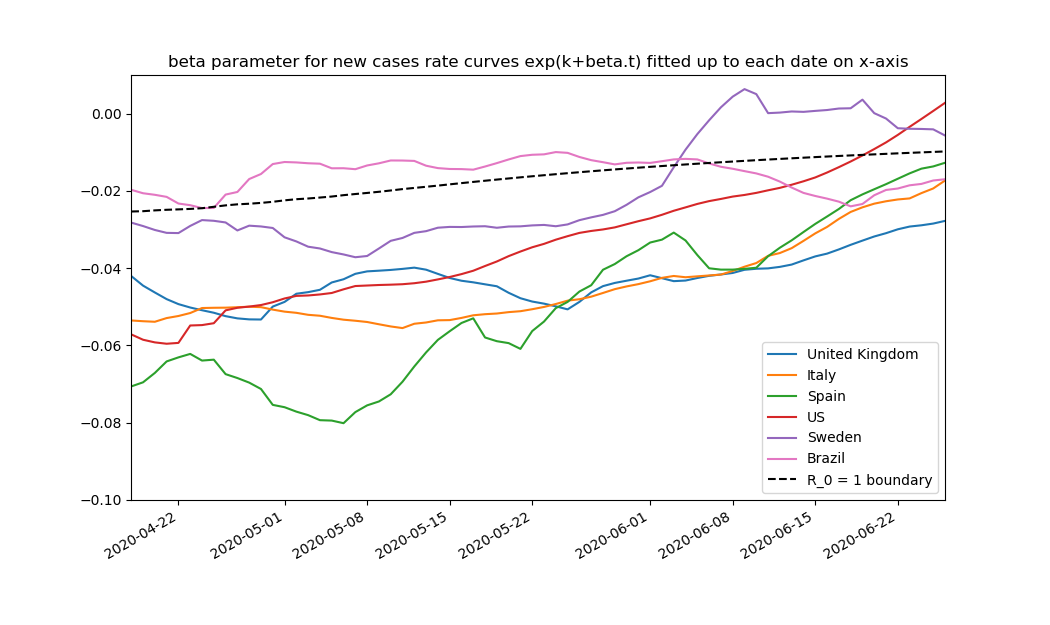 beta parameter for new cases rate curves exp(k+beta.t) fitted up to each date on x-axis
0.00
−0.02
−0.04
−0.06
−0.08
−0.10
United Kingdom
Italy
Spain
US
Sweden
Brazil
R_0 = 1 boundary
2020-04-22
2020-05-01
2020-05-08
2020-05-15
2020-05-22
2020-06-01
2020-06-08
2020-06-15
2020-06-22